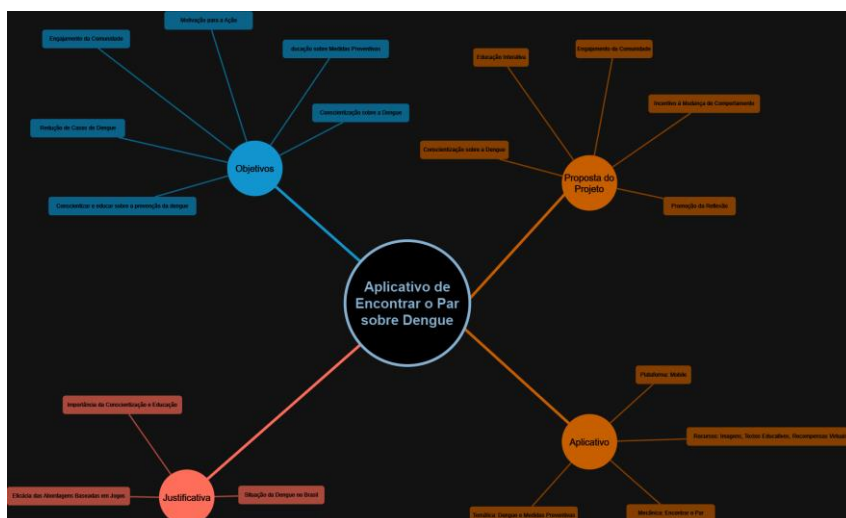 Motivação para a Ação
Engajamento da Comunidade
ducação sobre Medidas Preventivas
Conscientização sobre a Dengue
Redução de Casos de Dengue
Conscientizar e educar sobre a prevenção da dengue
Objetivos
Engajamento da Comunidade
Educação Interativa
Incentivo à Mudança de Comportamento
Conscientização sobre a Dengue
Promoção da Reflexão
Proposta do
Projeto
Aplicativo de
Encontrar o Par
sobre Dengue
Importância da Conscientização e Educação
Eficácia das Abordagens Baseadas em Jogos
Situação da Dengue no Brasil
Justificativa
Plataforma: Mobile
Recursos: Imagens, Textos Educativos, Recompensas Virtuais
Aplicativo
Temática: Dengue e Medidas Preventivas
Mecânica: Encontrar o Par